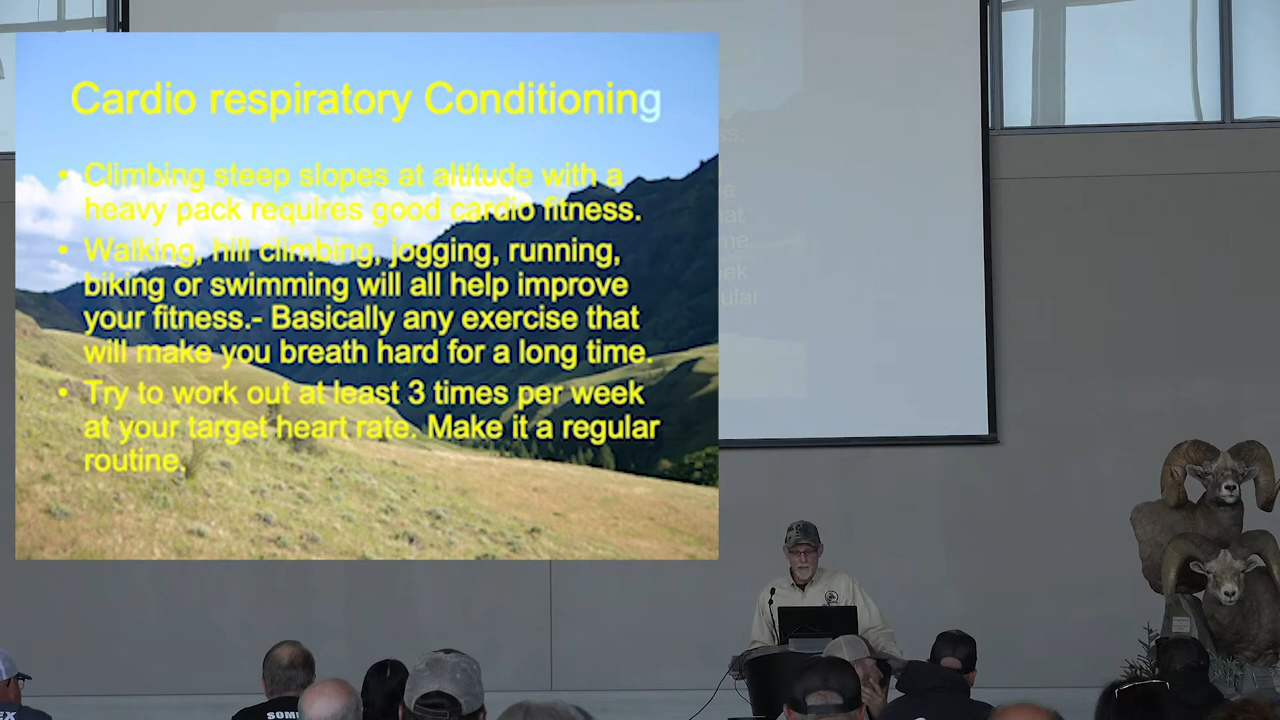 Cardio respiratory Conditioning
• Climbing steep slopes at altitude with a
heavy pack requires good cardio fitness.
• Walking, hill climbing, jogging, running,
biking or swimming will all help improve
your fitness.- Basically any exercise that
will make you breath hard for a long time.
• Try to work out at least 3 times per week
at your target heart rate. Make it a regular
routine.
ular
EX
SOM